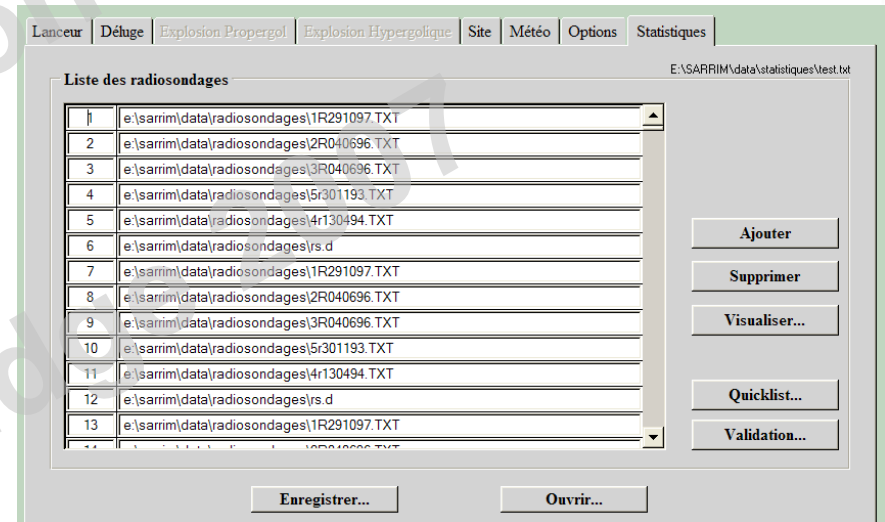 Lanceur Déluge Explosion Propergol Explosion Hypergolique Site Météo Options Statistiques
E:\SARRIM\data\statistiques\test.txt
Liste des radiosondages
1 e:\sarrim\data\radiosondages\1R291097.TXT
2 e:\sarrim\data\radiosondages\2R040696.TXT
3 e:\sarrim\data\radiosondages\3R040696.TXT
4 e:\sarrim\data\radiosondages\5r301193.TXT
5 e:\sarrim\data\radiosondages\4r130494.TXT
6 e:\sarrim\data\radiosondages\rs.d
7 e:\sarrim\data\radiosondages\1R291097.TXT
8 e:\sarrim\data\radiosondages\2R040696.TXT
9 e:\sarrim\data\radiosondages\3R040696.TXT
10 e:\sarrim\data\radiosondages\5r301193.TXT
11 e:\sarrim\data\radiosondages\4r130494.TXT
12 e:\sarrim\data\radiosondages\rs.d
13 e:\sarrim\data\radiosondages\1R291097.TXT
Ajouter
Supprimer
Visualiser...
Quicklist...
Validation...
Enregistrer... Ouvrir...
2007